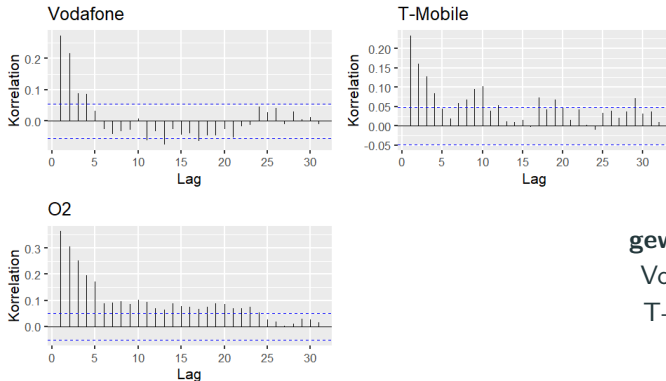 Vodafone
Korrelation
0.2
0.1
0.0
0 5 10 15 20 25 30
Lag
T-Mobile
Korrelation
0.20
0.15
0.10
0.05
0.00
-0.05
0 5 10 15 20 25 30
Lag
O2
Korrelation
0.3
0.2
0.1
0.0
0 5 10 15 20 25 30
Lag
gew
Vo
T-